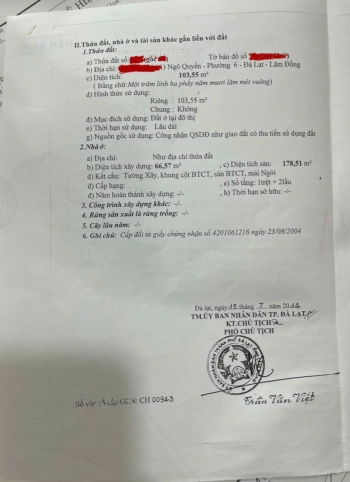 II.Thửa đất, nhà ở và tài sản khác gắn liền với đất
1.Thửa đất:
a) Thửa đất số: Tờ bản đồ số
b) Địa chỉ: Ngô Quyền - Phường 6 - Đà Lạt - Lâm Đồng
c) Diện tích: 103,55 m²
( Bằng chữ: Một trăm linh ba phẩy năm mươi lăm mét vuông)
d) Hình thức sử dụng:
Riêng : 103,55 m²
Chung : Không
đ) Mục đích sử dụng: Đất ở tại đô thị
e) Thời hạn sử dụng: Lâu dài
g) Nguồn gốc sử dụng: Công nhận QSDĐ như giao đất có thu tiền sử dụng đất
2.Nhà ở:
a) Địa chỉ: Như địa chỉ thửa đất
b) Diện tích xây dựng: 66,57 m² , c) Diện tích sàn: 178,51 m²
d) Kết cấu: Tường Xây, khung cột BTCT, sàn BTCT, mái Ngói
đ) Cấp hạng: , e) Số tầng: 1trệt + 2lầu
g) Năm hoàn thành xây dựng: -/- , h) Thời hạn sở hữu: -/-
3. Công trình xây dựng khác: -/-
4. Rừng sản xuất là rừng trồng: -/-
5. Cây lâu năm: -/-
6. Ghi chú: Cấp đổi từ giấy chứng nhận số 4201061216 ngày 23/08/2004
Đà lạt, ngày 15 tháng năm 2014
TM.ỦY BAN NHÂN DÂN TP. ĐÀ LẠT
KT.CHỦ TỊCH
PHÓ CHỦ TỊCH
Trần Văn Việt
Số vào sổ cấp GCN: CH 00943